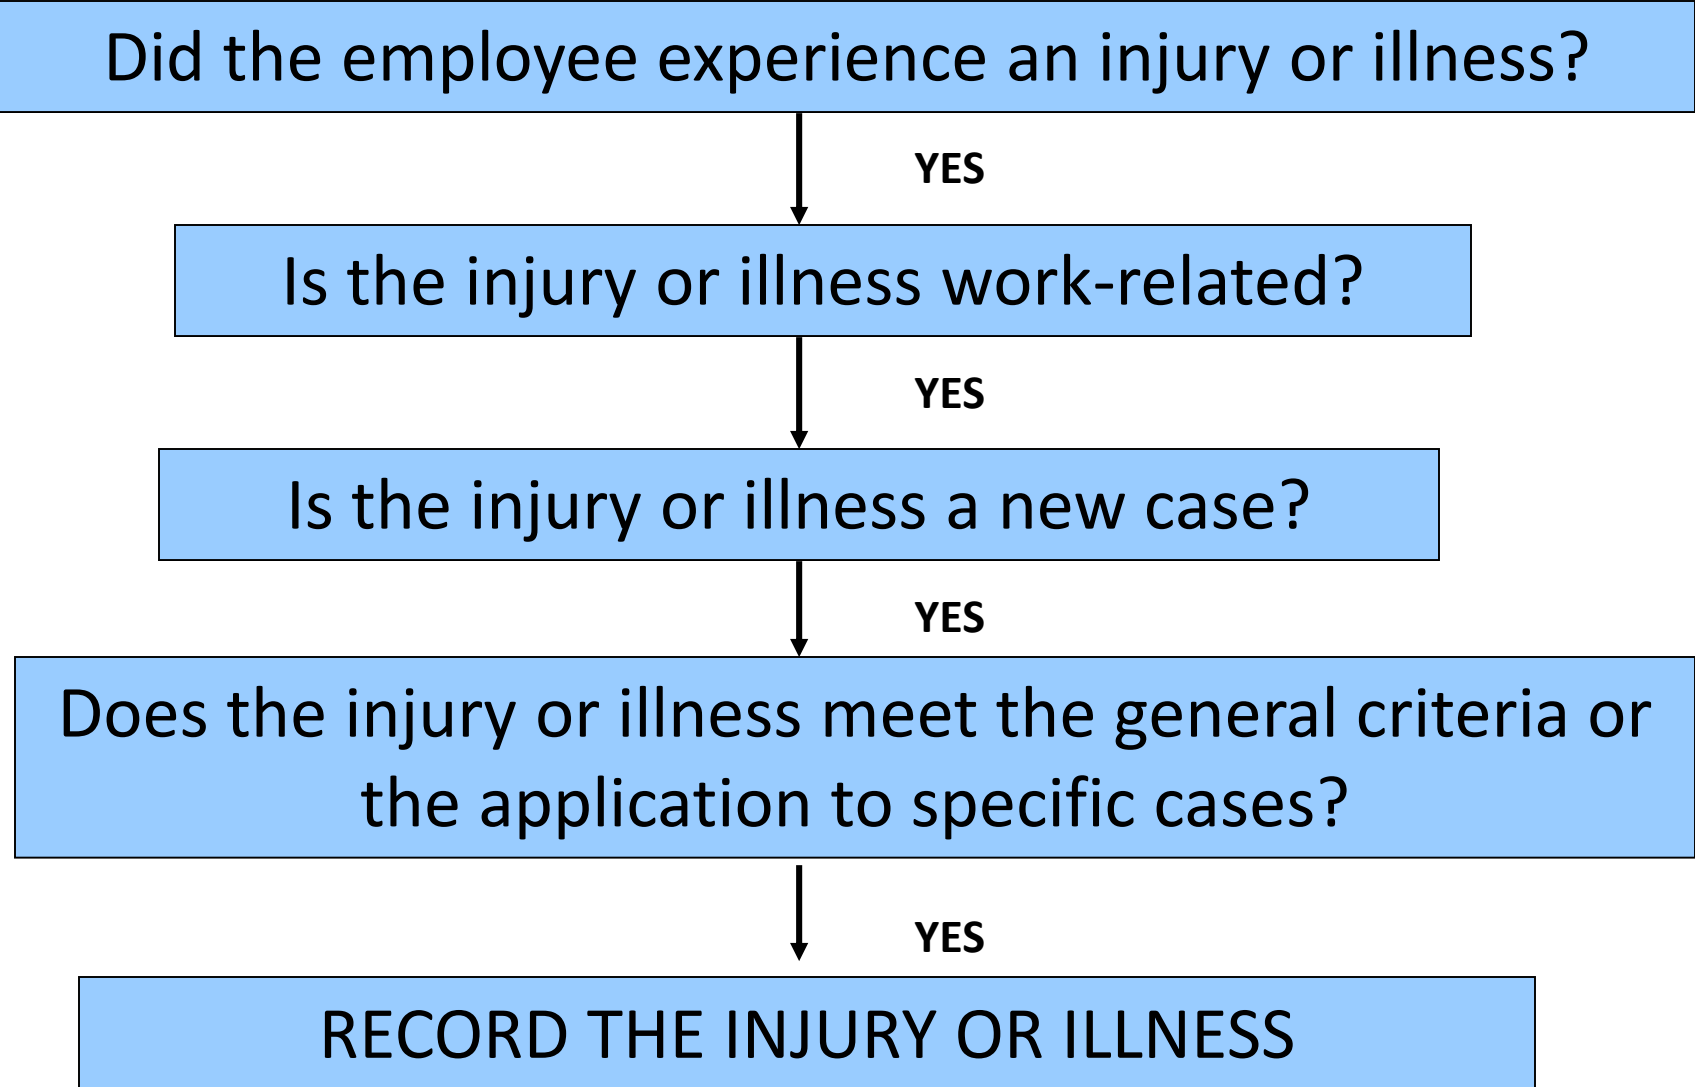 Did the employee experience an injury or illness?
YES
Is the injury or illness work-related?
YES
Is the injury or illness a new case?
YES
Does the injury or illness meet the general criteria or
the application to specific cases?
YES
RECORD THE INJURY OR ILLNESS